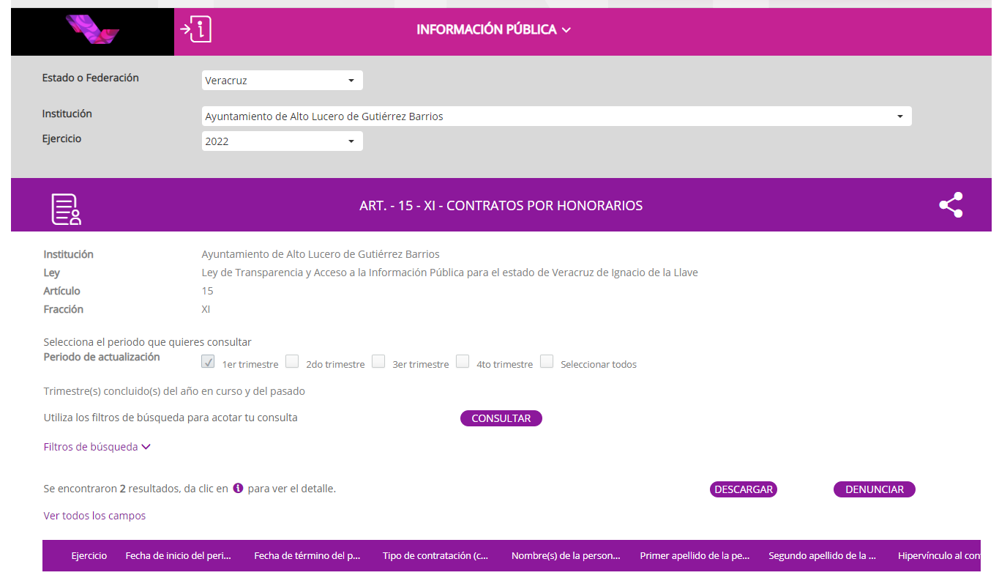 INFORMACIÓN PÚBLICA
Estado o Federación
Veracruz
Institución
Ayuntamiento de Alto Lucero de Gutiérrez Barrios
Ejercicio
2022
ART. - 15 - XI - CONTRATOS POR HONORARIOS
Institución Ayuntamiento de Alto Lucero de Gutiérrez Barrios
Ley Ley de Transparencia y Acceso a la Información Pública para el estado de Veracruz de Ignacio de la Llave
Artículo 15
Fracción XI
Selecciona el periodo que quieres consultar
Periodo de actualización 1er trimestre 2do trimestre 3er trimestre 4to trimestre Seleccionar todos
Trimestre(s) concluido(s) del año en curso y del pasado
Utiliza los filtros de búsqueda para acotar tu consulta CONSULTAR
Filtros de búsqueda
Se encontraron 2 resultados, da clic en i para ver el detalle. DESCARGAR DENUNCIAR
Ver todos los campos
Ejercicio Fecha de inicio del peri... Fecha de término del p... Tipo de contratación (c... Nombre(s) de la person... Primer apellido de la pe... Segundo apellido de la ... Hipervínculo al con